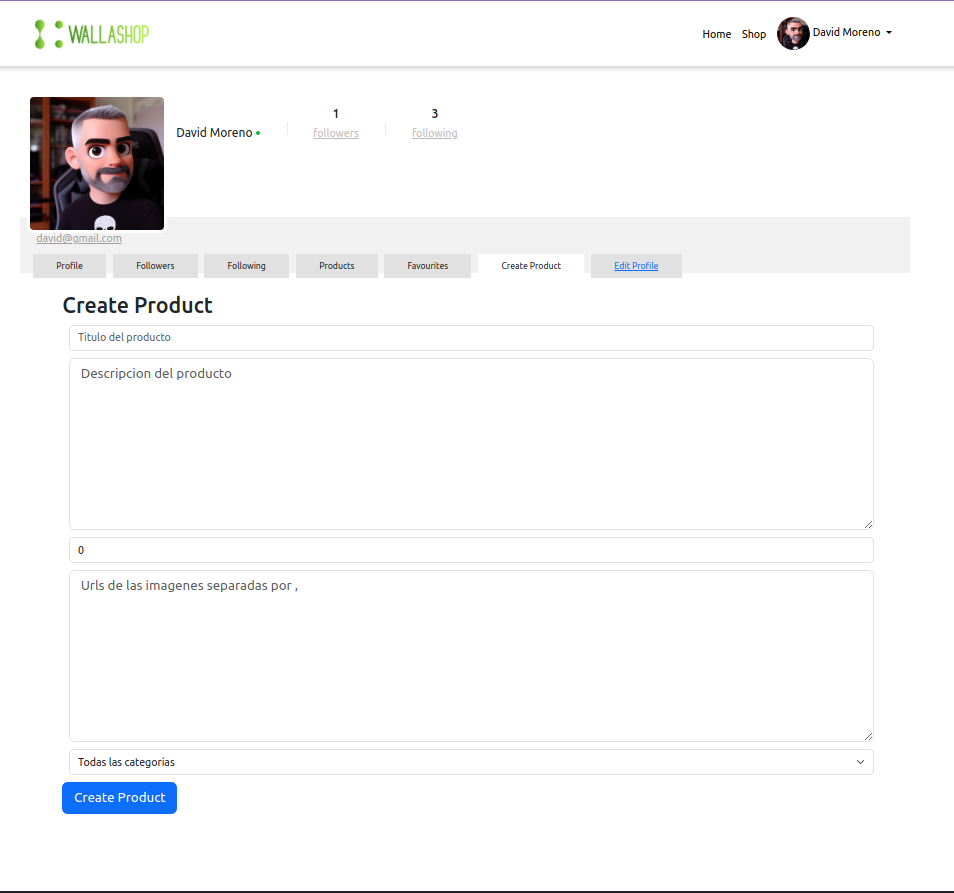 WALLASHOP
Home Shop David Moreno
David Moreno
1
followers
3
following
david@gmail.com
Profile Followers Following Products Favourites Create Product Edit Profile
Create Product
Titulo del producto
Descripcion del producto
0
Urls de las imagenes separadas por ,
Todas las categorías
Create Product